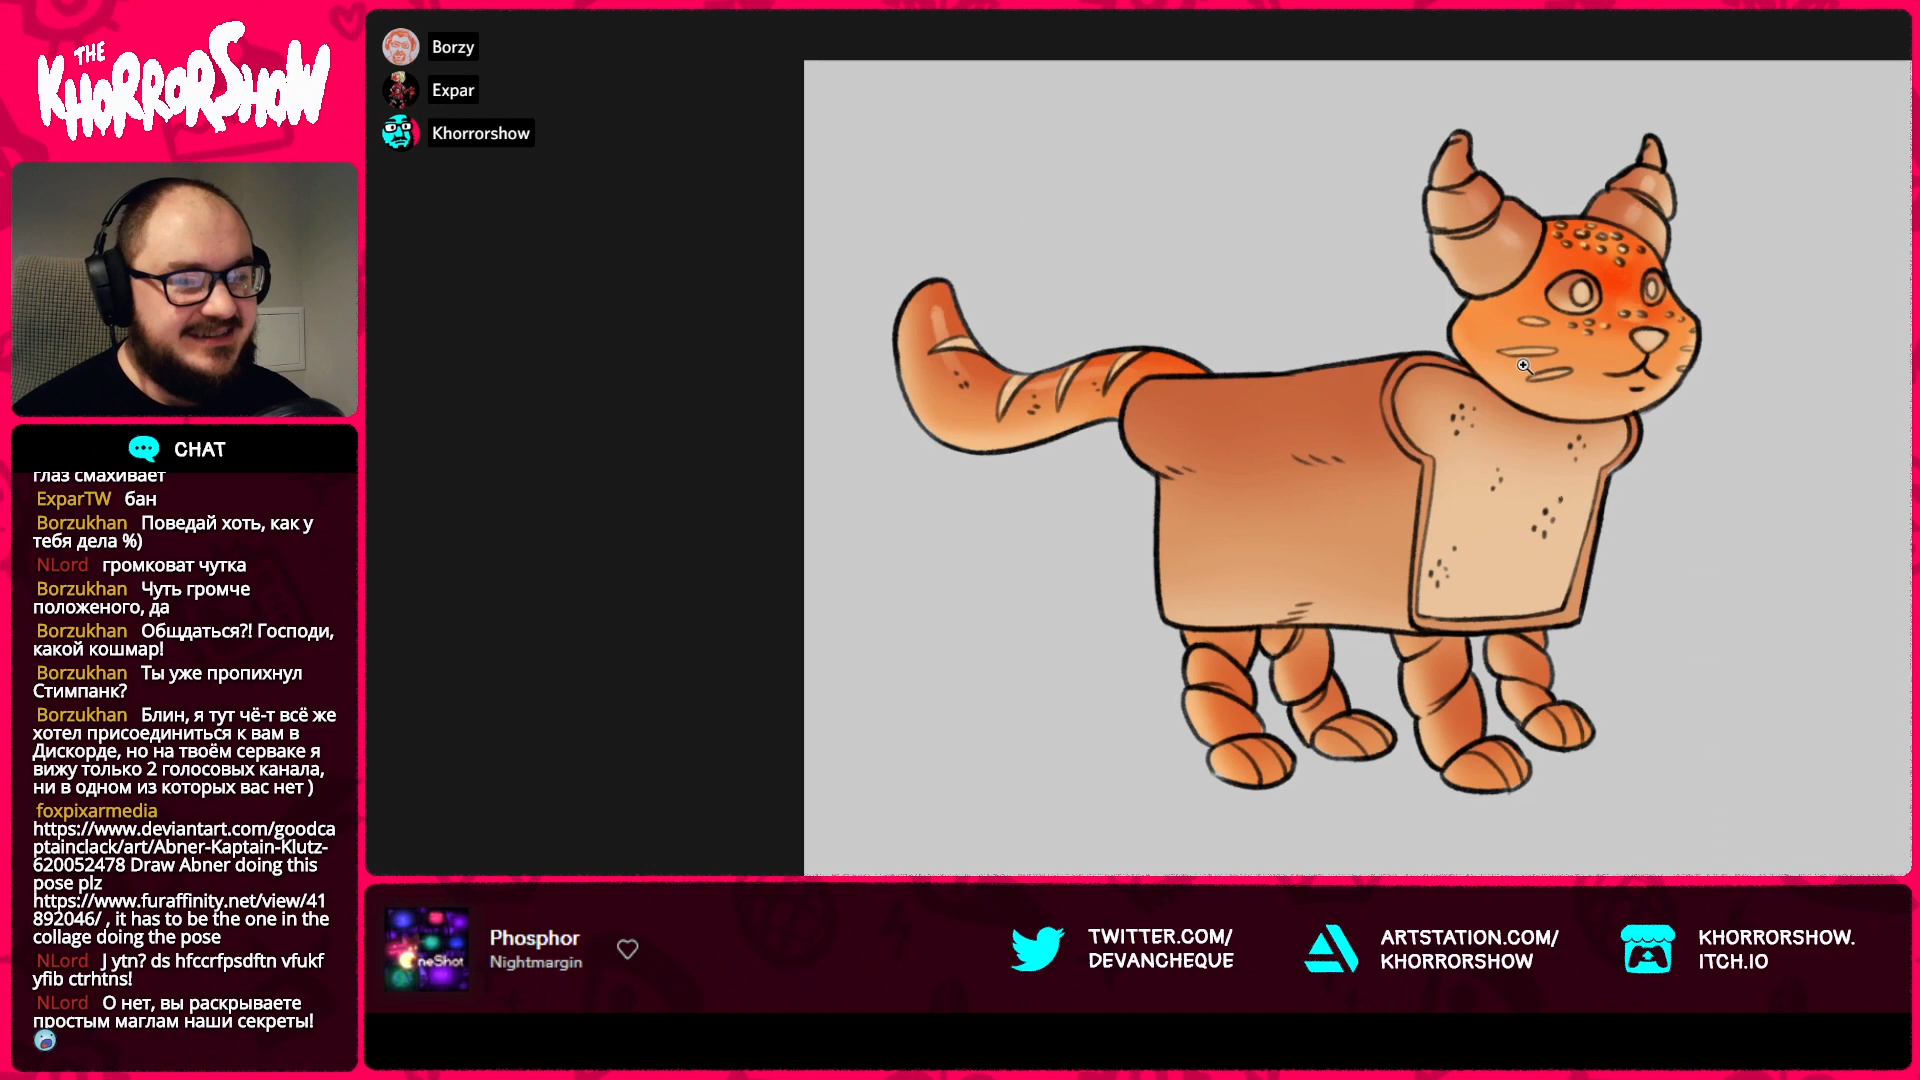 THE
KHORRORSHOW
Borzy
Expar
Khorrorshow
CHAT
глаз смахивает
ExparTW бан
Borzukhan Поведай хоть, как у
тебя дела %)
NLord громковат чутка
Borzukhan Чуть громче
положеного, да
Borzukhan Общдаться?! Господи,
какой кошмар!
Borzukhan Ты уже пропихнул
Стимпанк?
Borzukhan Блин, я тут чё-т всё же
хотел присоединиться к вам в
Дискорде, но на твоём серваке я
вижу только 2 голосовых канала,
ни в одном из которых вас нет )
foxpixarmedia
https://www.deviantart.com/goodca
ptainclack/art/Abner-Kaptain-Klutz-
620052478 Draw Abner doing this
pose plz
https://www.furaffinity.net/view/41
892046/ , it has to be the one in the
collage doing the pose
NLord J ytn? ds hfccrfpsdftn vfukf
yfib ctrhtns!
NLord О нет, вы раскрываете
простым маглам наши секреты!
neShot
Phosphor
Nightmargin
TWITTER.COM/
DEVANCHEQUE
ARTSTATION.COM/
KHORRORSHOW
KHORRORSHOW.
ITCH.IO